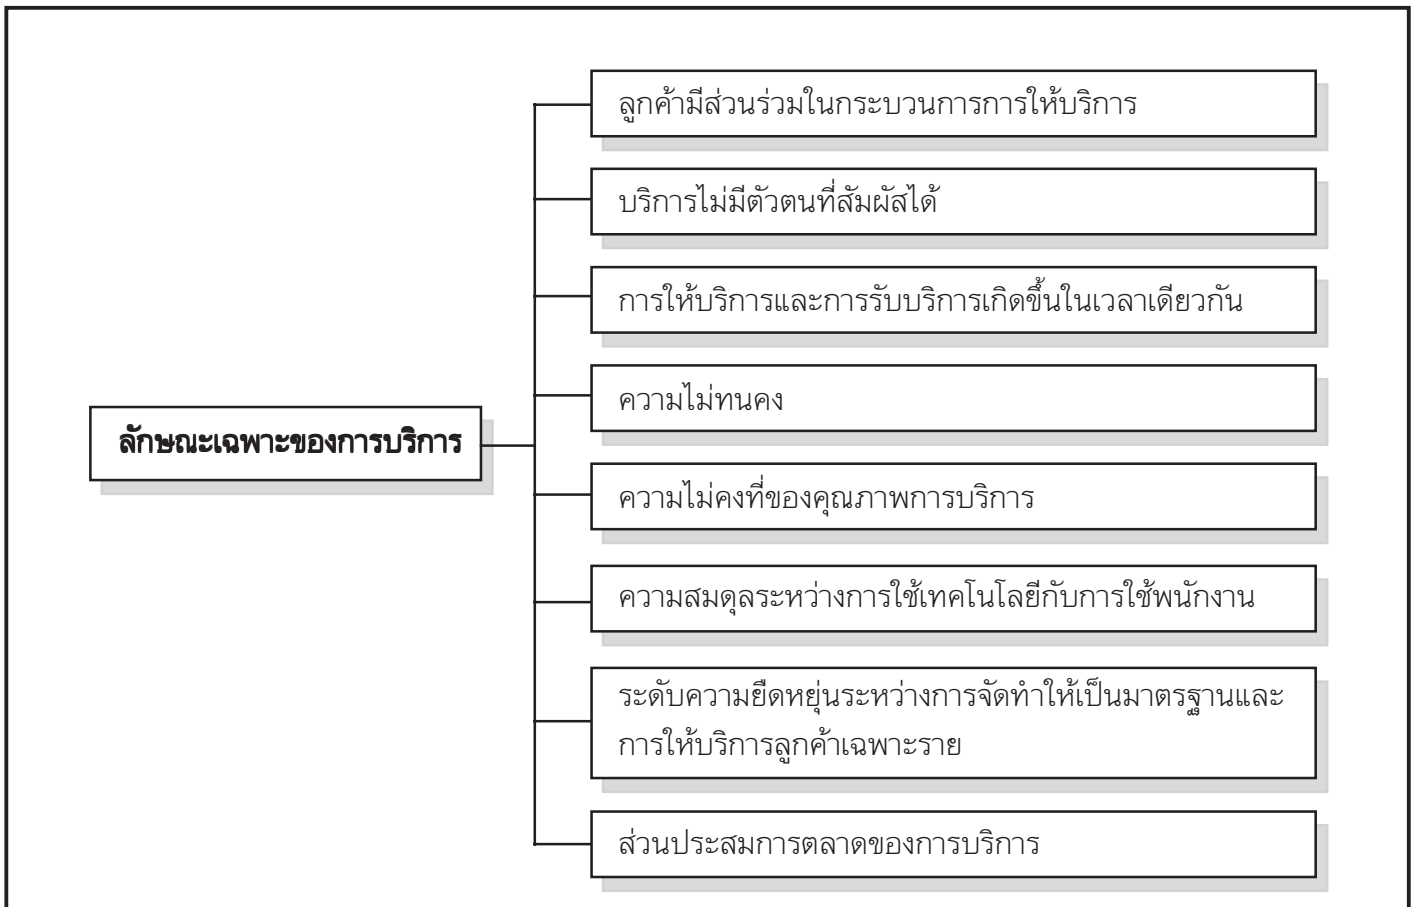 ลูกค้ามีส่วนร่วมในกระบวนการการให้บริการ
บริการไม่มีตัวตนที่สัมผัสได้
การให้บริการและการรับบริการเกิดขึ้นในเวลาเดียวกัน
ความไม่ทนคง
ลักษณะเฉพาะของการบริการ
ความไม่คงที่ของคุณภาพการบริการ
ความสมดุลระหว่างการใช้เทคโนโลยีกับการใช้พนักงาน
ระดับความยืดหยุ่นระหว่างการจัดทำให้เป็นมาตรฐานและ
การให้บริการลูกค้าเฉพาะราย
ส่วนประสมการตลาดของการบริการ